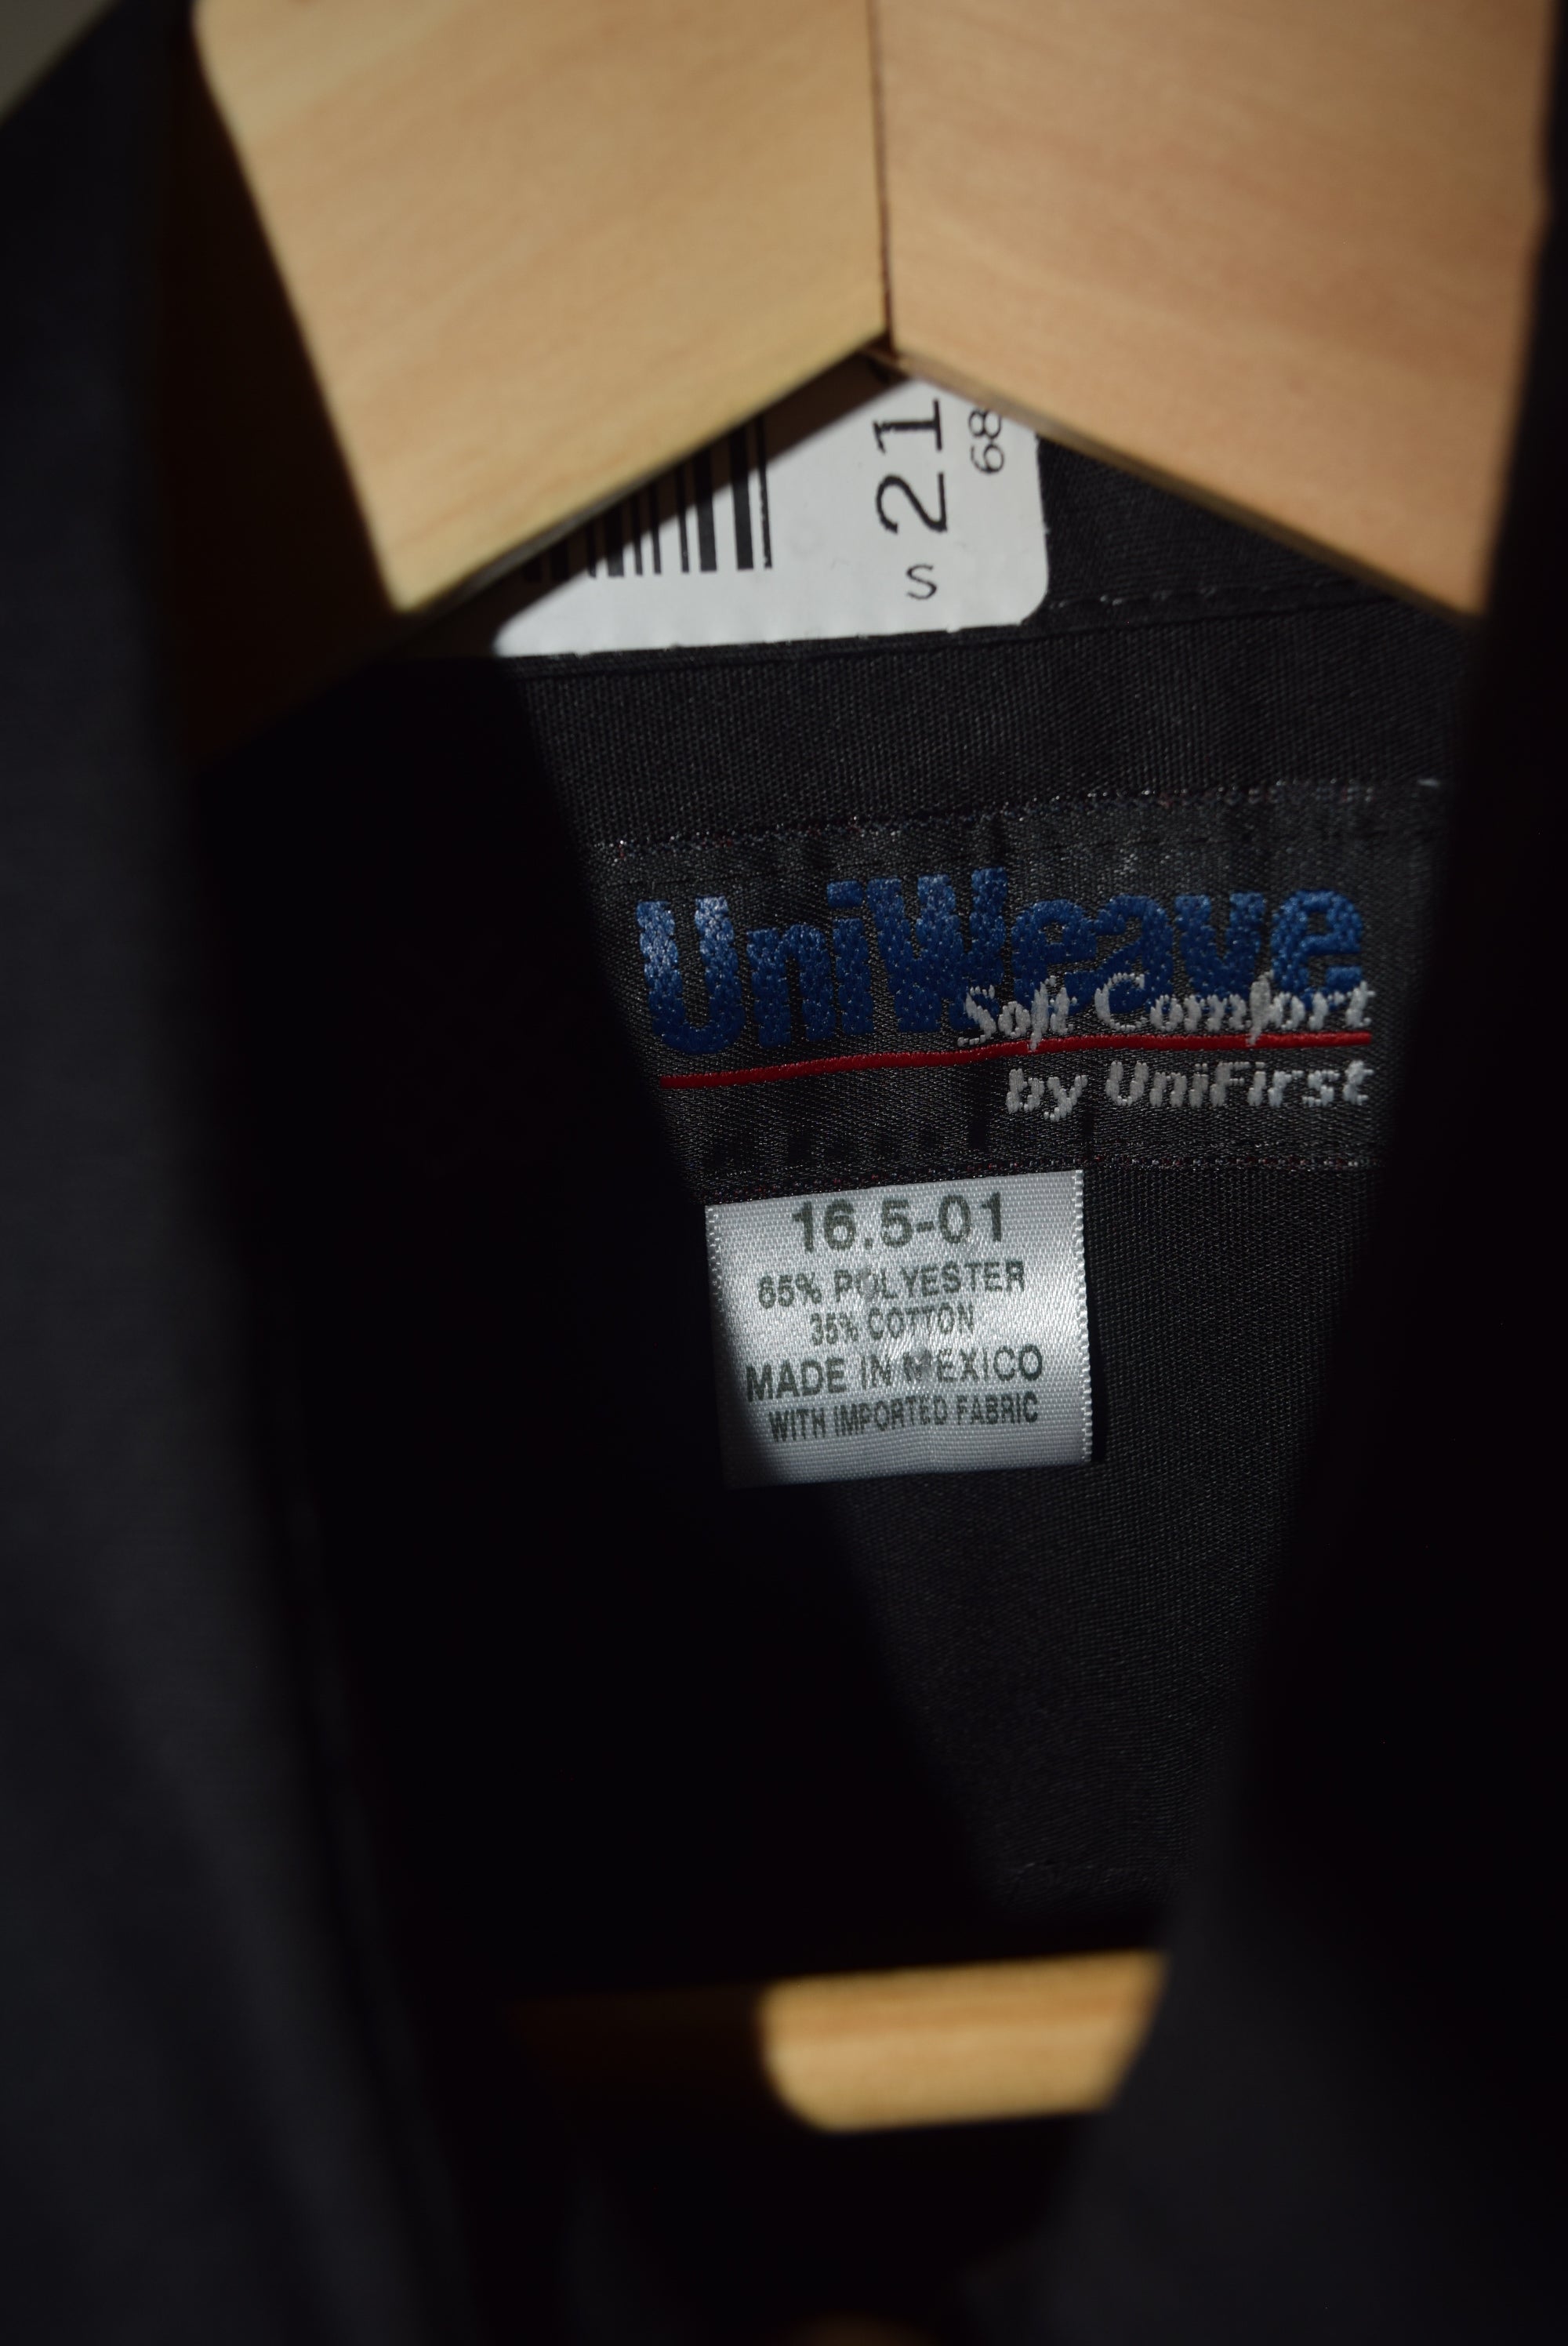 S 21
68
UniWeave
Soft Comfort
by UniFirst
16.5-01
65% POLYESTER
35% COTTON
MADE IN MEXICO
WITH IMPORTED FABRIC